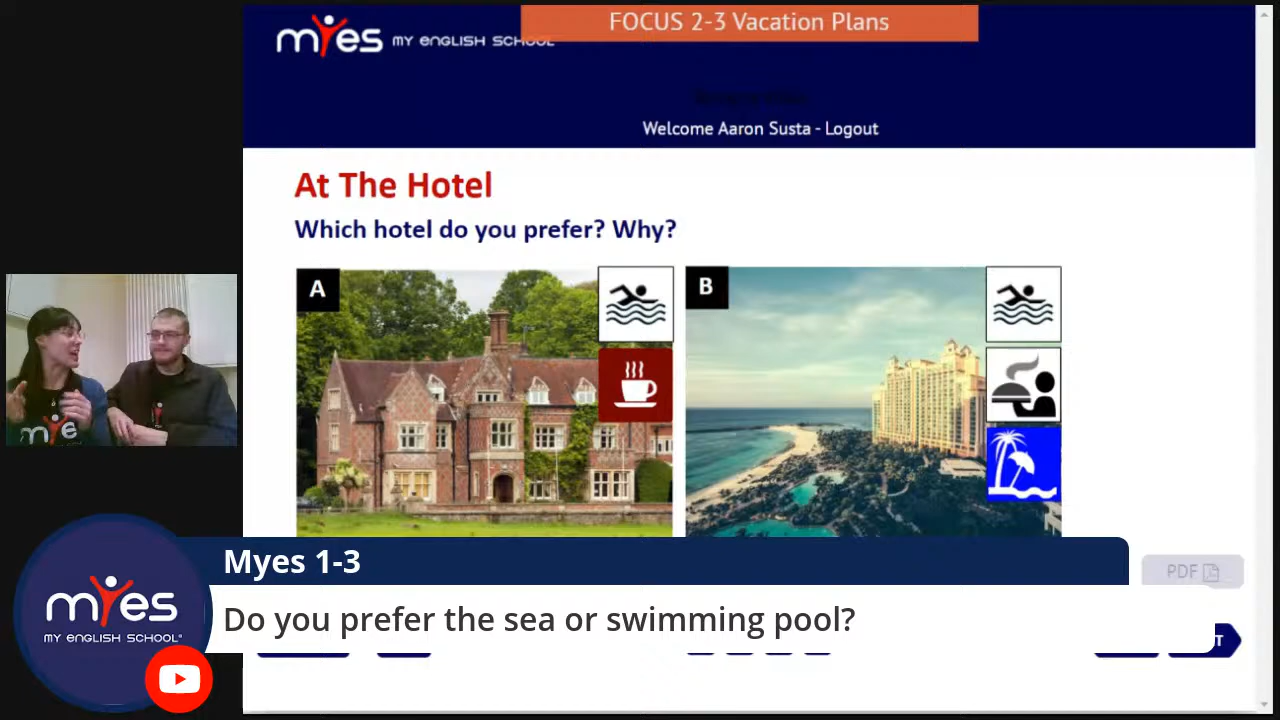 FOCUS 2-3 Vacation Plans
myes MY ENGLISH SCHOOL
Welcome Aaron Susta - Logout
At The Hotel
Which hotel do you prefer? Why?
A
B
Myes 1-3
PDF
Do you prefer the sea or swimming pool?
myes
MY ENGLISH SCHOOL®
T